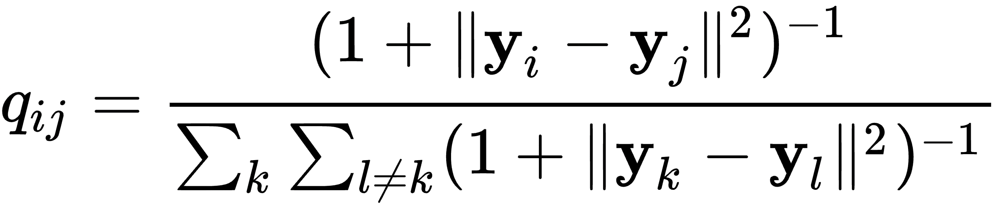 q_{ij} = \frac{(1 + \|\mathbf{y}_i - \mathbf{y}_j\|^2)^{-1}}{\sum_k \sum_{l \neq k} (1 + \|\mathbf{y}_k - \mathbf{y}_l\|^2)^{-1}}